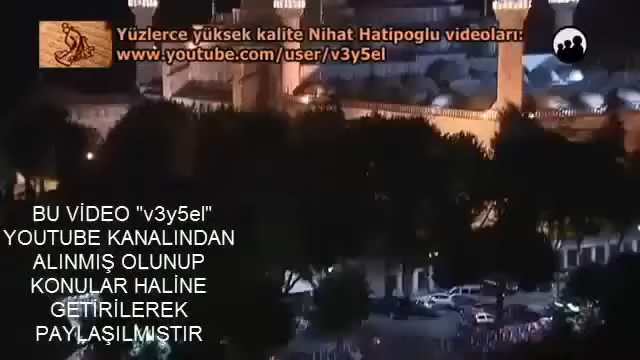 Yüzlerce yüksek kalite Nihat Hatipoglu videoları:
www.youtube.com/user/v3y5el
BU VİDEO "v3y5el"
YOUTUBE KANALINDAN
ALINMIŞ OLUNUP
KONULAR HALİNE
GETİRİLEREK
PAYLAŞILMIŞTIR